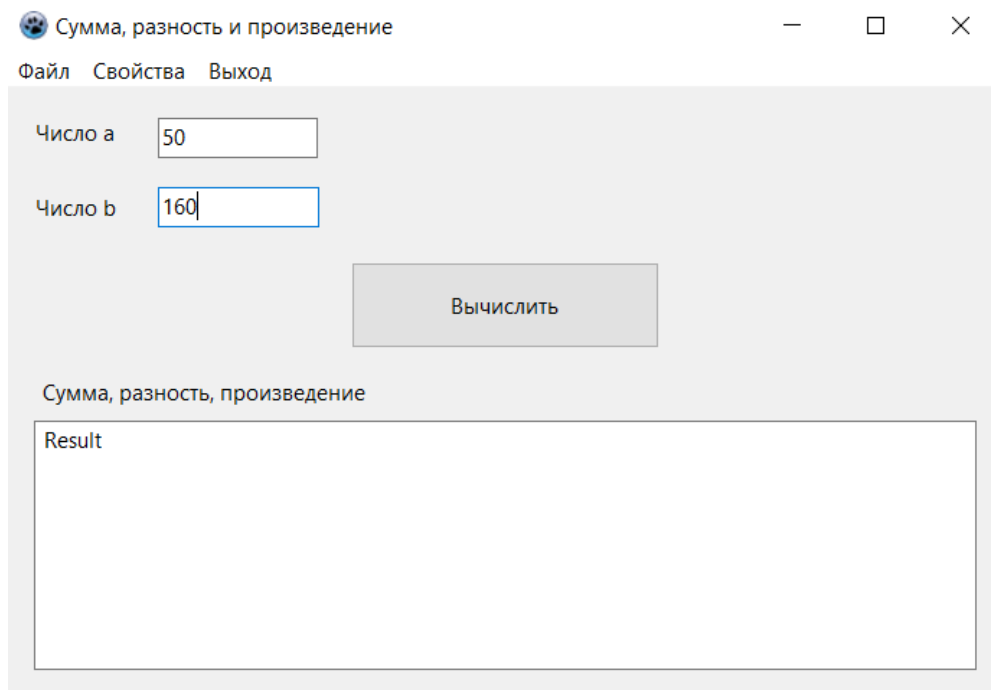 Сумма, разность и произведение
Файл Свойства Выход
Число a 50
Число b 160
Вычислить
Сумма, разность, произведение
Result